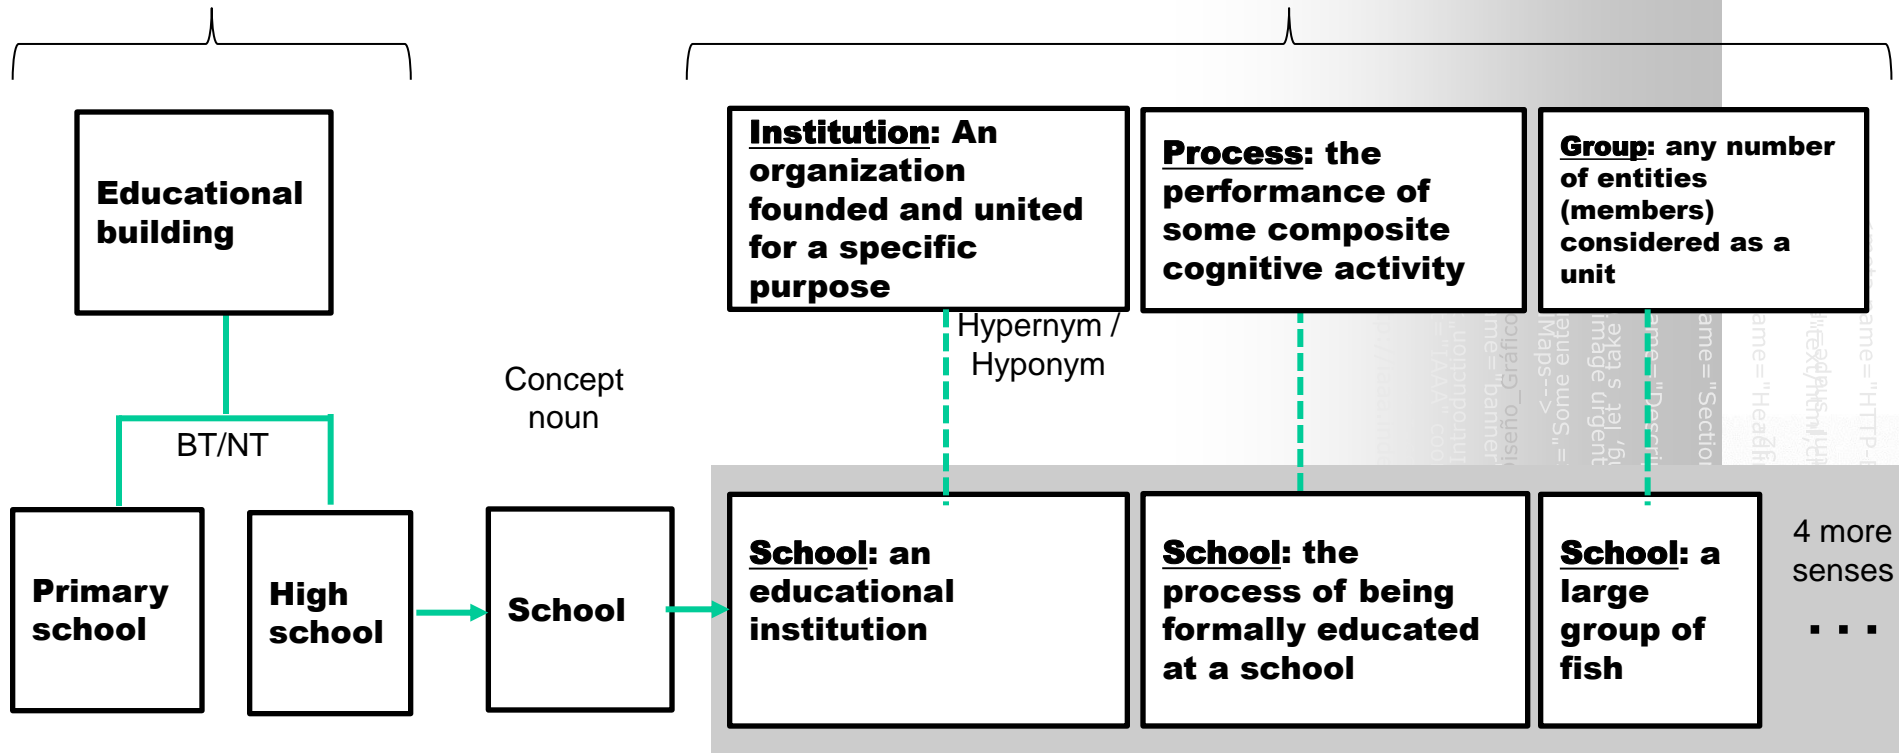 Educational
building
BT/NT
Primary
school
High
school
Concept
noun
School
Institution: An
organization
founded and united
for a specific
purpose
Process: the
performance of
some composite
cognitive activity
Group: any number
of entities
(members)
considered as a
unit
Hypernym /
Hyponym
School: an
educational
institution
School: the
process of being
formally educated
at a school
School: a
large
group of
fish
4 more
senses
...